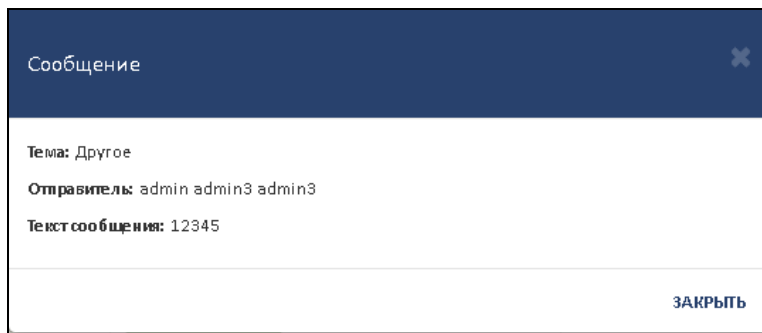 Сообщение
Тема: Другое
Отправитель: admin admin3 admin3
Текст сообщения: 12345
ЗАКРЫТЬ